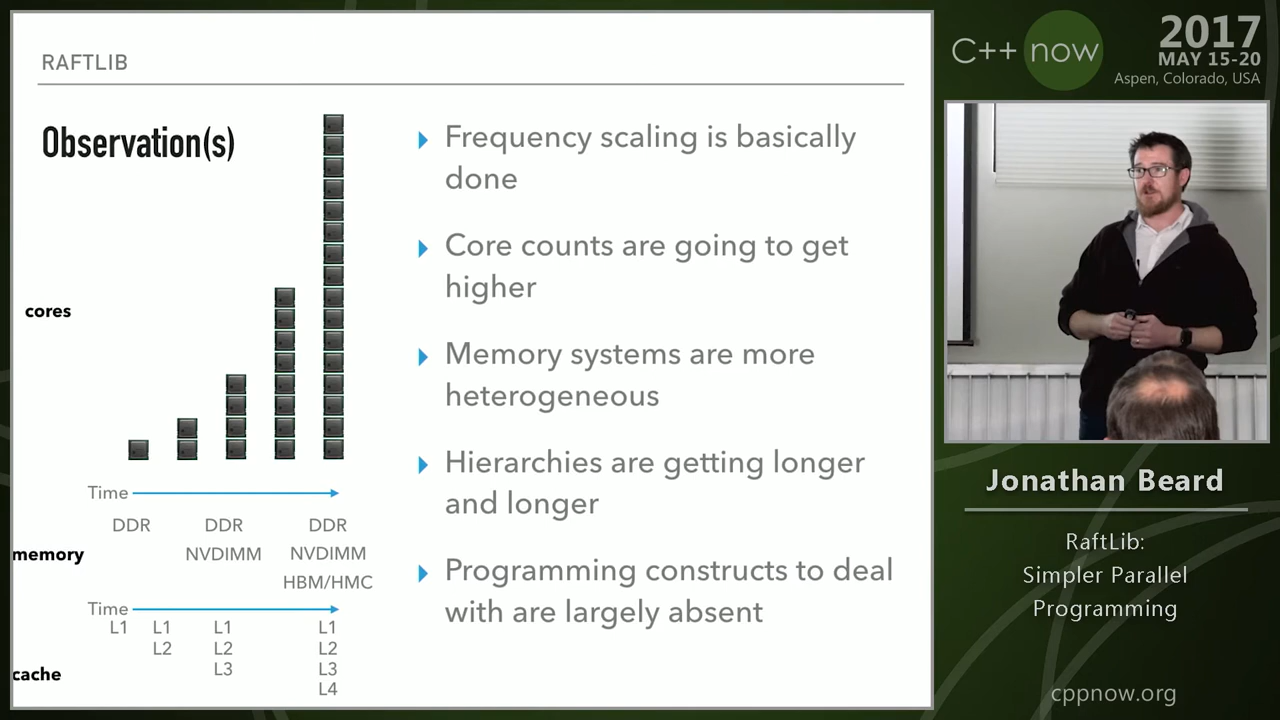 RAFTLIB
Observation(s)
cores
Time
DDR DDR DDR
memory NVDIMM NVDIMM
HBM/HMC
Time
L1 L1 L1 L1
L2 L2 L2
L3 L3
cache
L4
Frequency scaling is basically
done
Core counts are going to get
higher
Memory systems are more
heterogeneous
Hierarchies are getting longer
and longer
Programming constructs to deal
with are largely absent
C++ now
2017
MAY 15-20
Aspen, Colorado, USA
Jonathan Beard
RaftLib:
Simpler Parallel
Programming
cppnow.org